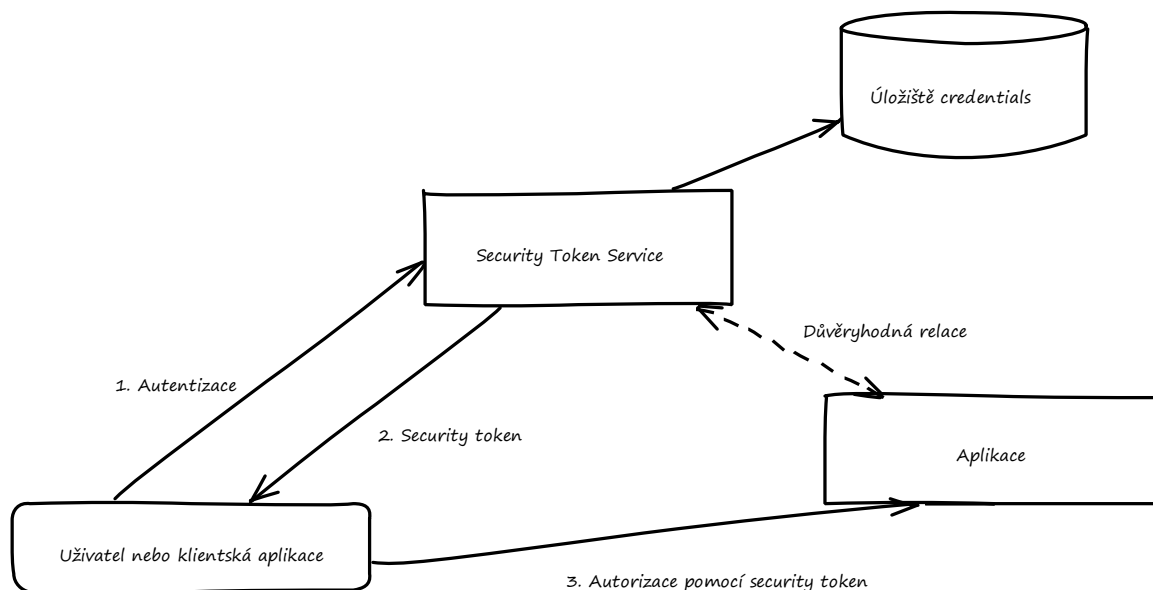 Úložiště credentials
Security Token Service
Důvěryhodná relace
1. Autentizace
2. Security token
Aplikace
Uživatel nebo klientská aplikace
3. Autorizace pomocí security token